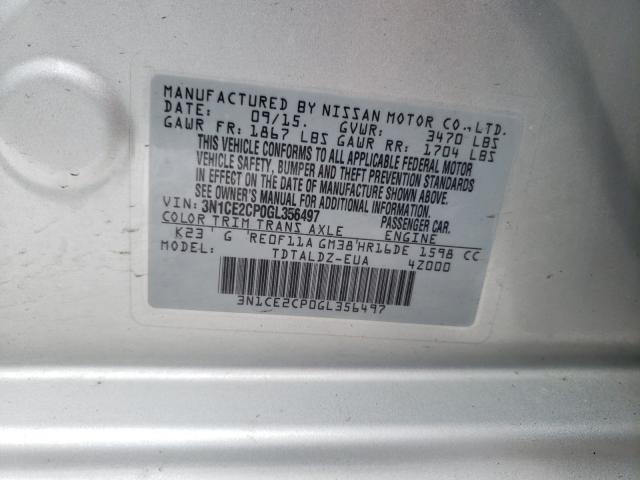 MANUFACTURED BY NISSAN MOTOR CO.,LTD.
DATE: 09/15. GVWR: 3470 LBS
GAWR FR: 1867 LBS GAWR RR: 1704 LBS
THIS VEHICLE CONFORMS TO ALL APPLICABLE FEDERAL MOTOR
VEHICLE SAFETY, BUMPER AND THEFT PREVENTION STANDARDS
IN EFFECT ON THE DATE OF MANUFACTURE SHOWN ABOVE.
SEE OWNER'S MANUAL FOR ADDITIONAL INFORMATION.
VIN: 3N1CE2CP0GL356497 PASSENGER CAR.
COLOR TRIM TRANS AXLE ENGINE
K23' G 'RE0F11A GM38'HR16DE 1598 CC
MODEL: TDTALDZ-EUA 4Z000
3N1CE2CP0GL356497